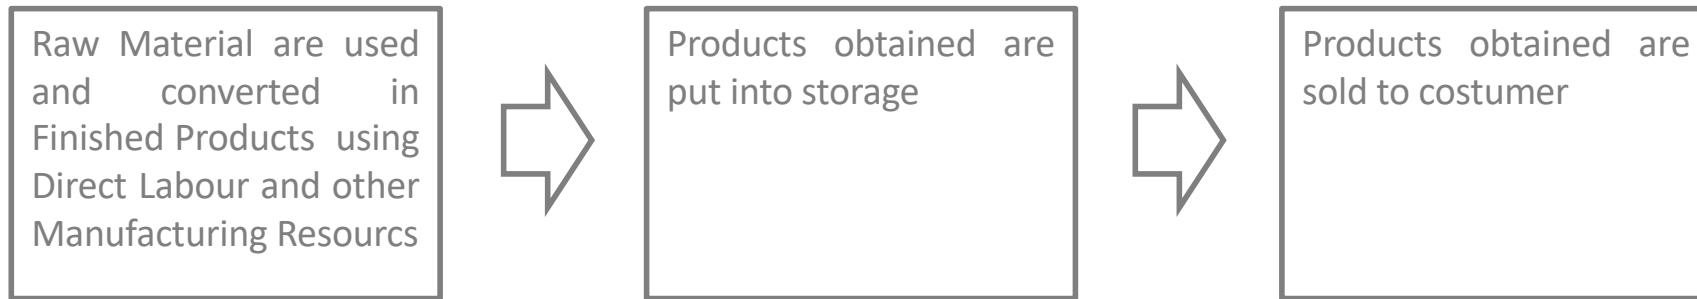 Raw Material are used
and converted in
Finished Products using
Direct Labour and other
Manufacturing Resourcs
Products obtained are
put into storage
Products obtained are
sold to costumer